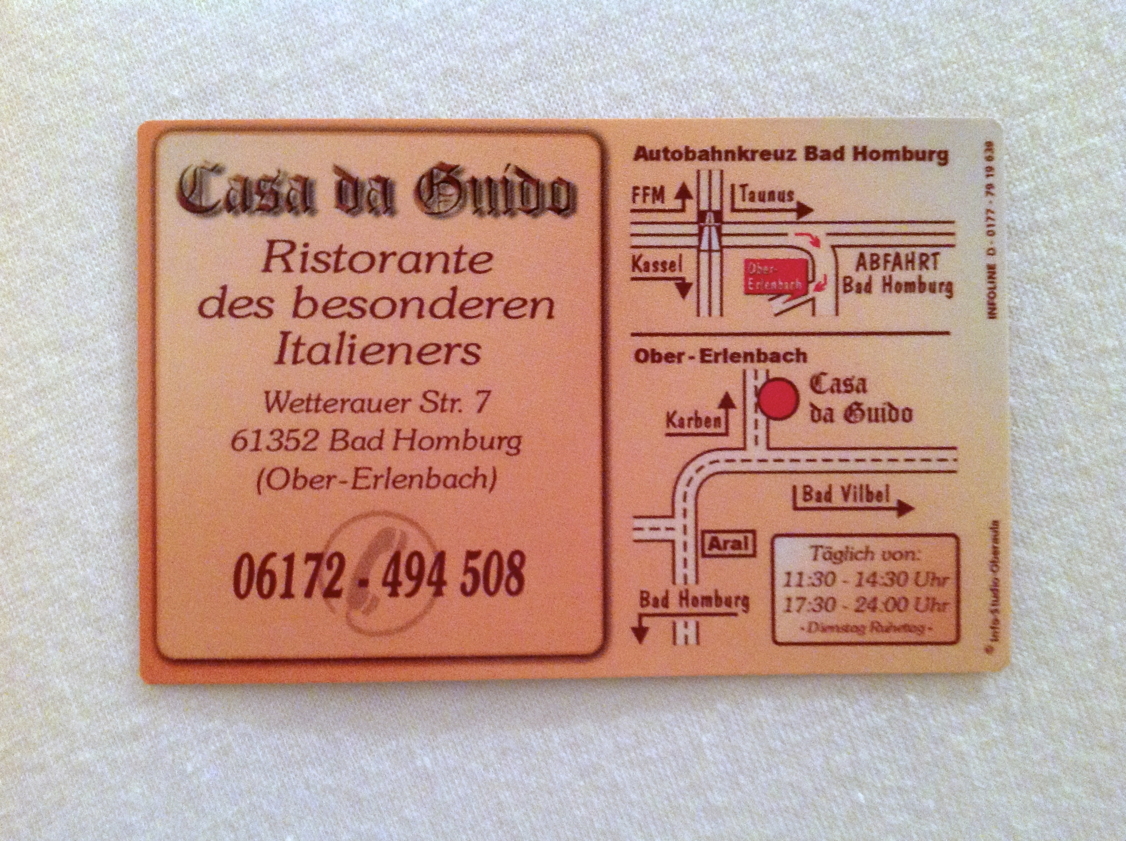 Casa da Guido
Ristorante
des besonderen
Italieners
Wetterauer Str. 7
61352 Bad Homburg
(Ober-Erlenbach)
06172 - 494 508
Autobahnkreuz Bad Homburg
FFM
Taunus
Kassel
Ober-
Erlenbach
ABFAHRT
Bad Homburg
Ober-Erlenbach
Casa
da Guido
Karben
Bad Vilbel
Aral
Bad Homburg
Täglich von:
11:30 - 14:30 Uhr
17:30 - 24:00 Uhr
- Dienstag Ruhetag -
INFOLINE D - 0177 - 79 19 639
© Info-Studio-Oberaula